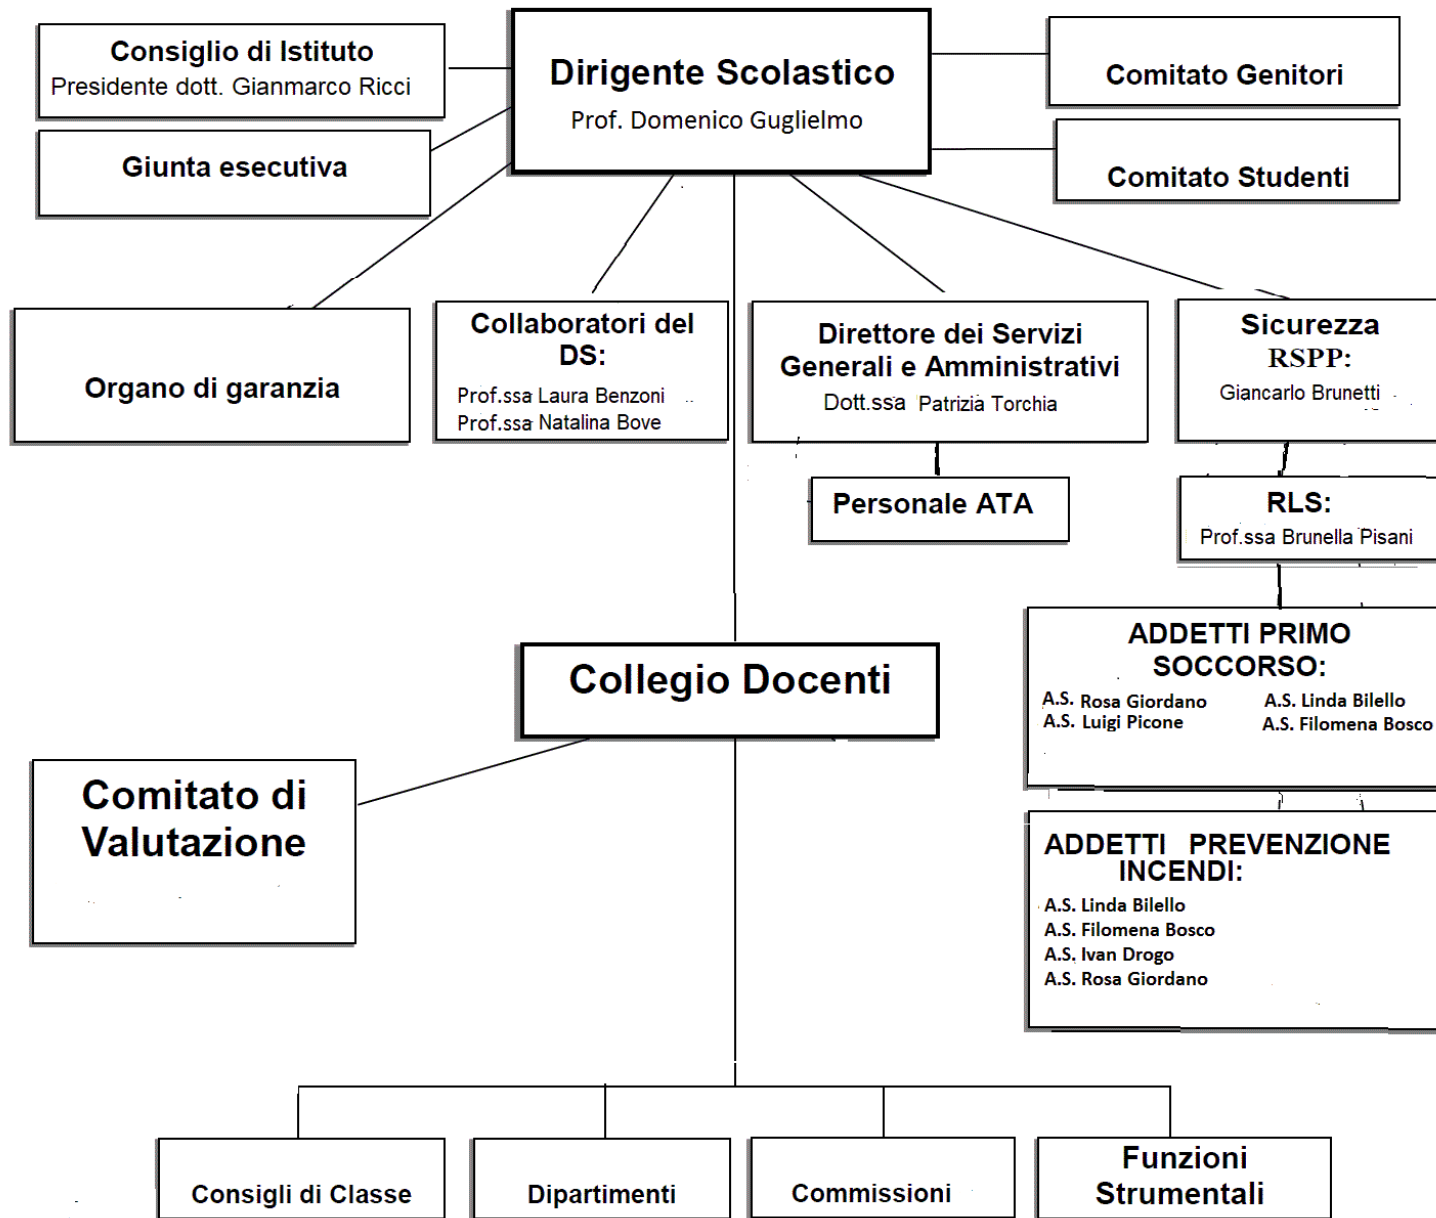 Consiglio di Istituto
Presidente dott. Gianmarco Ricci
Dirigente Scolastico
Prof. Domenico Guglielmo
Comitato Genitori
Giunta esecutiva
Comitato Studenti
Organo di garanzia
Collaboratori del
DS:
Prof.ssa Laura Benzoni
Prof.ssa Natalina Bove
Direttore dei Servizi
Generali e Amministrativi
Dott.ssa Patrizia Torchia
Sicurezza
RSPP:
Giancarlo Brunetti
Personale ATA
RLS:
Prof.ssa Brunella Pisani
Collegio Docenti
ADDETTI PRIMO
SOCCORSO:
A.S. Rosa Giordano A.S. Linda Bilello
A.S. Luigi Picone A.S. Filomena Bosco
Comitato di
Valutazione
ADDETTI PREVENZIONE
INCENDI:
A.S. Linda Bilello
A.S. Filomena Bosco
A.S. Ivan Drogo
A.S. Rosa Giordano
Consigli di Classe
Dipartimenti
Commissioni
Funzioni
Strumentali